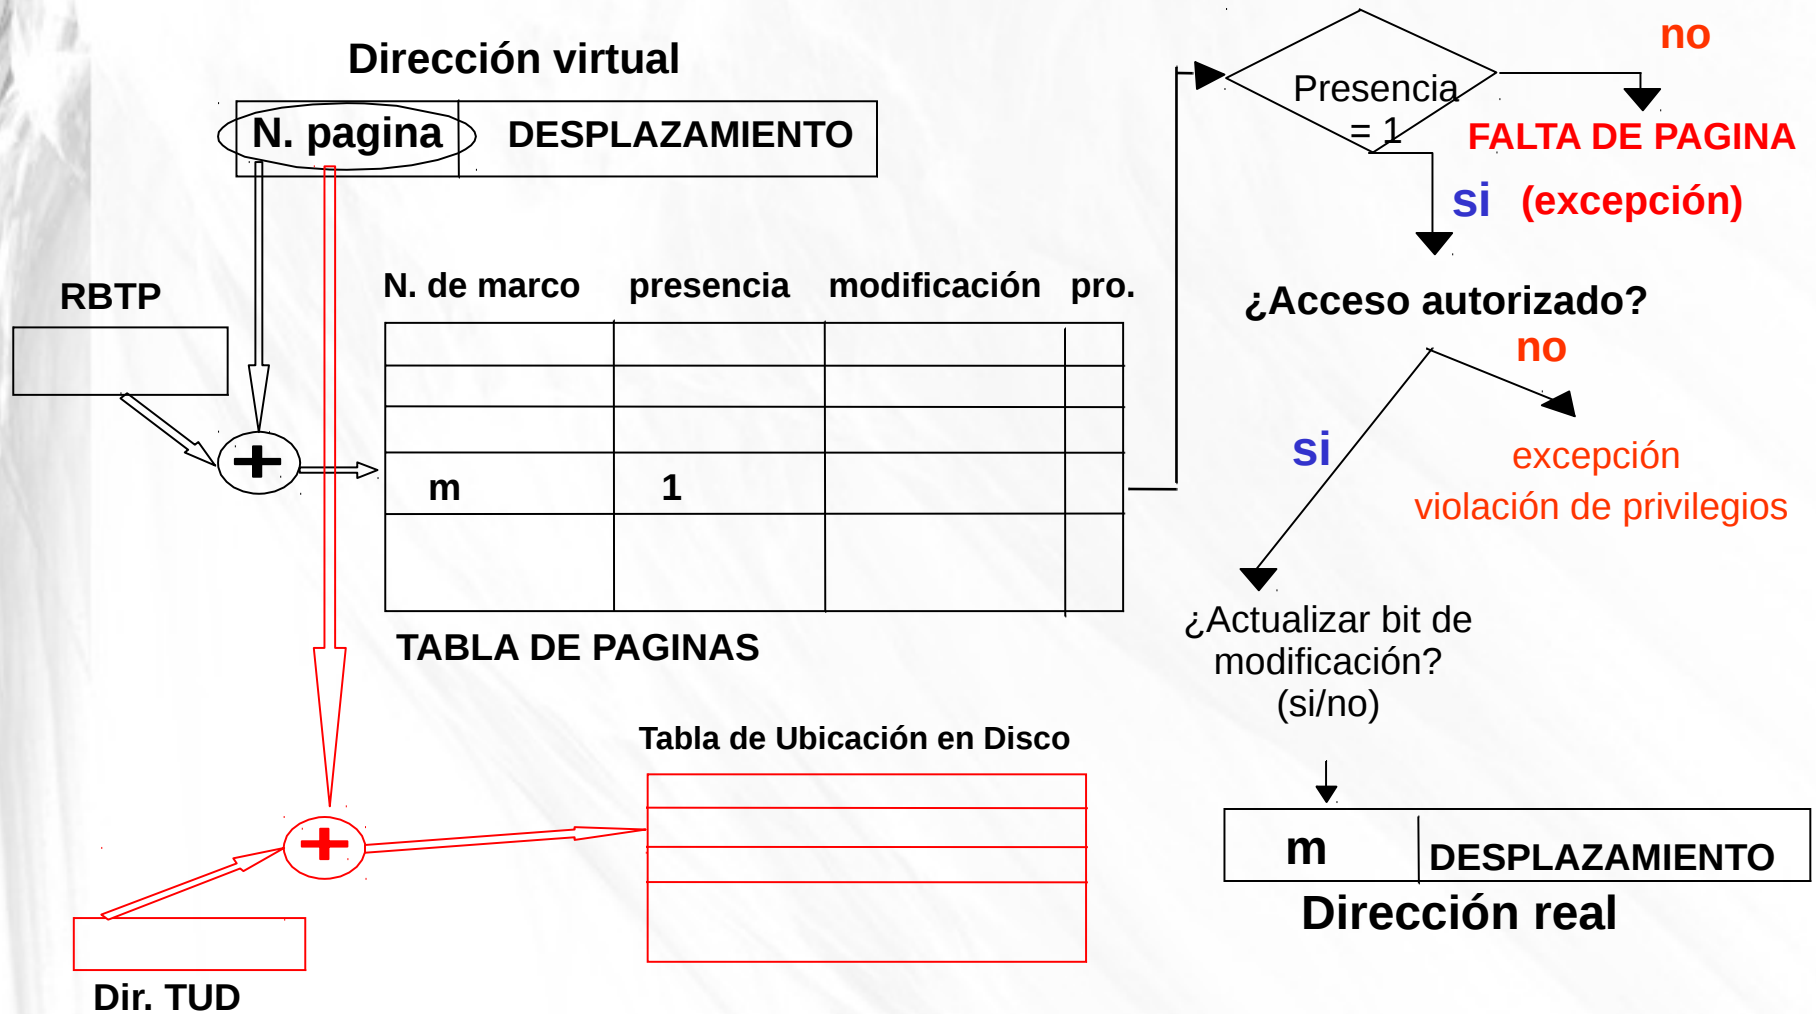 Dirección virtual
N. pagina DESPLAZAMIENTO
RBTP
N. de marco presencia modificación pro.
+
m 1
TABLA DE PAGINAS
Tabla de Ubicación en Disco
+
Dir. TUD
Presencia
= 1
no
FALTA DE PAGINA
si (excepción)
¿Acceso autorizado?
no
si
excepción
violación de privilegios
¿Actualizar bit de
modificación?
(si/no)
m DESPLAZAMIENTO
Dirección real